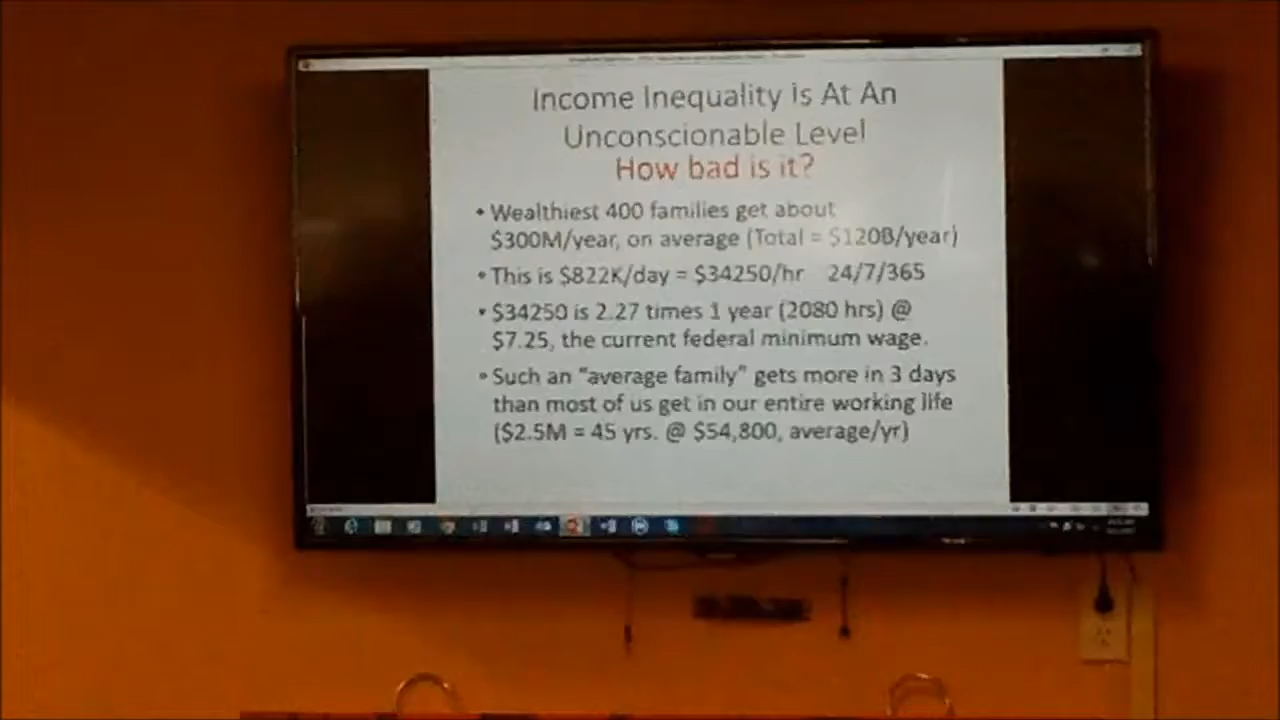 Income Inequality is At An
Unconscionable Level
How bad is it?
• Wealthiest 400 families get about
$300M/year, on average (Total = $120B/year)
• This is $822K/day = $34250/hr 24/7/365
• $34250 is 2.27 times 1 year (2080 hrs) @
$7.25, the current federal minimum wage.
• Such an "average family" gets more in 3 days
than most of us get in our entire working life
($2.5M = 45 yrs. @ $54,800, average/yr)